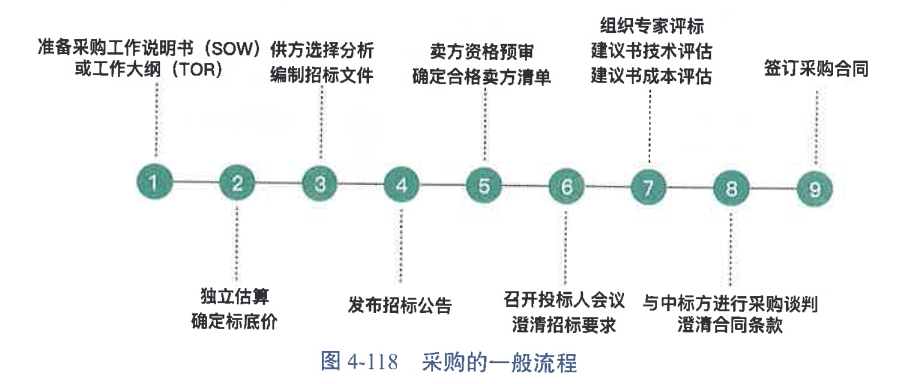 准备采购工作说明书（SOW）
或工作大纲（TOR）
供方选择分析
编制招标文件
卖方资格预审
确定合格卖方清单
组织专家评标
建议书技术评估
建议书成本评估
签订采购合同
1 2 3 4 5 6 7 8 9
独立估算
确定标底价
发布招标公告
召开投标人会议
澄清招标要求
与中标方进行采购谈判
澄清合同条款
图 4-118 采购的一般流程